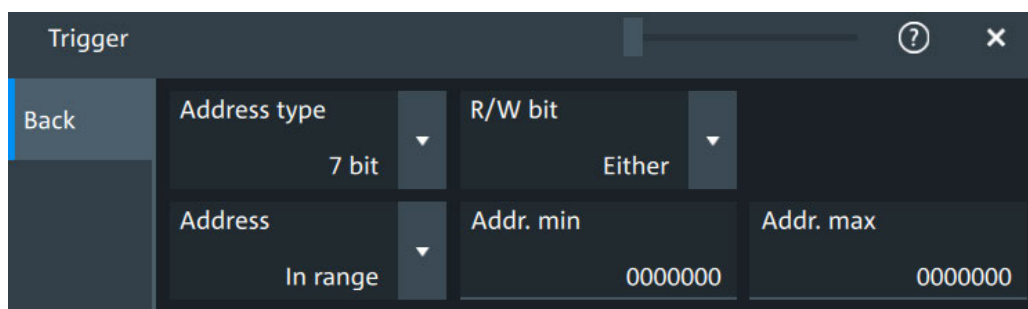 Trigger
?
×
Back
Address type
7 bit
R/W bit
Either
Address
In range
Addr. min
0000000
Addr. max
0000000